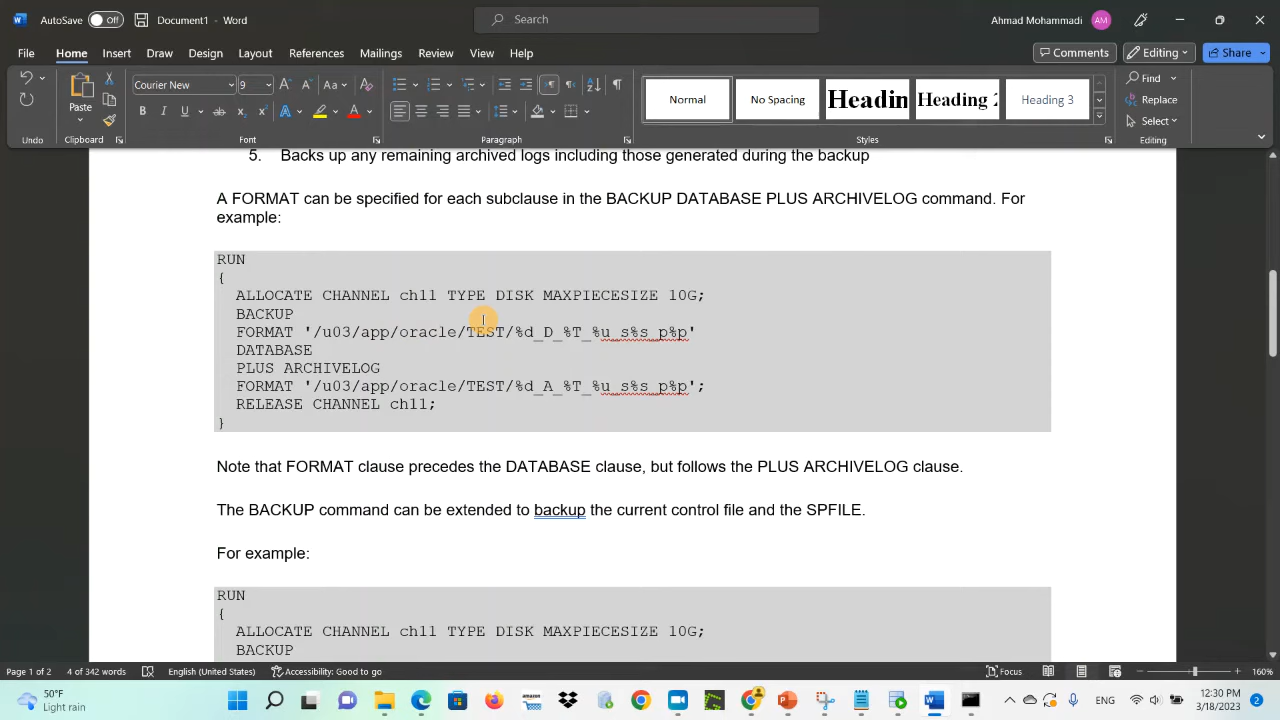 AutoSave Off Document1 - Word Search Ahmad Mohammadi AM
File Home Insert Draw Design Layout References Mailings Review View Help Comments Editing Share
Paste Courier New 9 Normal No Spacing Headin Heading 2 Heading 3 Find Replace Select
Undo Clipboard Font Paragraph Styles Editing
5. Backs up any remaining archived logs including those generated during the backup
A FORMAT can be specified for each subclause in the BACKUP DATABASE PLUS ARCHIVELOG command. For
example:
RUN
{
ALLOCATE CHANNEL ch11 TYPE DISK MAXPIECESIZE 10G;
BACKUP
FORMAT '/u03/app/oracle/TEST/%d_D_%T_%u_s%s_p%p'
DATABASE
PLUS ARCHIVELOG
FORMAT '/u03/app/oracle/TEST/%d_A_%T_%u_s%s_p%p';
RELEASE CHANNEL ch11;
}
Note that FORMAT clause precedes the DATABASE clause, but follows the PLUS ARCHIVELOG clause.
The BACKUP command can be extended to backup the current control file and the SPFILE.
For example:
RUN
{
ALLOCATE CHANNEL ch11 TYPE DISK MAXPIECESIZE 10G;
BACKUP
Page 1 of 2 4 of 342 words English (United States) Accessibility: Good to go Focus 160%
50°F
Light rain
ENG
12:30 PM
3/18/2023
2